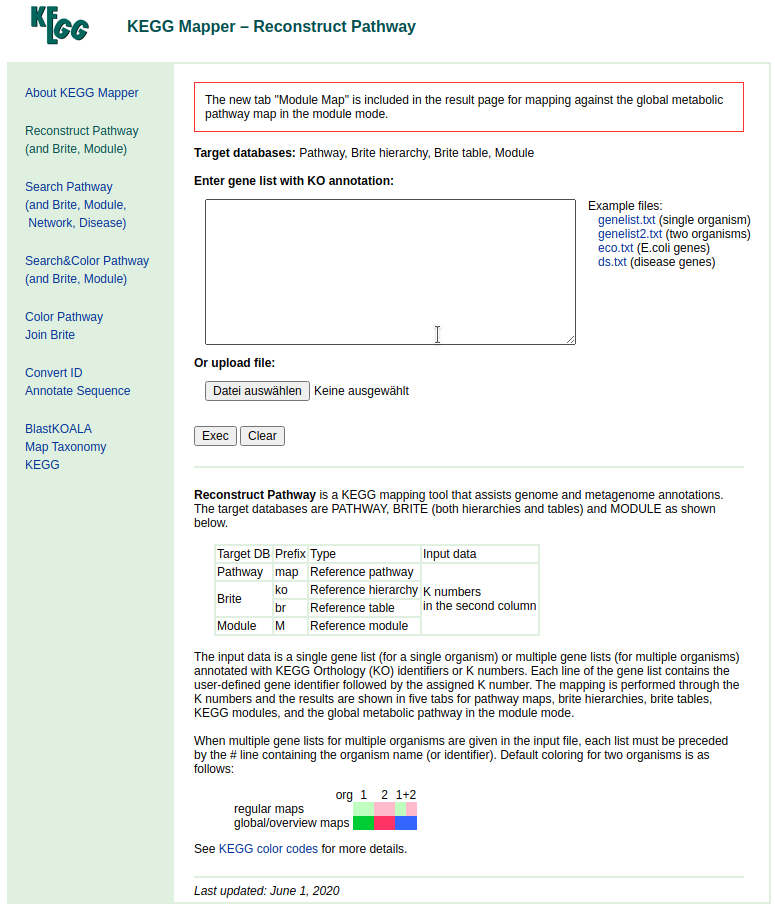 KEGG
KEGG Mapper – Reconstruct Pathway
About KEGG Mapper
Reconstruct Pathway
(and Brite, Module)
Search Pathway
(and Brite, Module,
Network, Disease)
Search&Color Pathway
(and Brite, Module)
Color Pathway
Join Brite
Convert ID
Annotate Sequence
BlastKOALA
Map Taxonomy
KEGG
The new tab "Module Map" is included in the result page for mapping against the global metabolic
pathway map in the module mode.
Target databases: Pathway, Brite hierarchy, Brite table, Module
Enter gene list with KO annotation:
Example files:
genelist.txt (single organism)
genelist2.txt (two organisms)
eco.txt (E.coli genes)
ds.txt (disease genes)
Or upload file:
Datei auswählen Keine ausgewählt
Exec Clear
Reconstruct Pathway is a KEGG mapping tool that assists genome and metagenome annotations.
The target databases are PATHWAY, BRITE (both hierarchies and tables) and MODULE as shown
below.
Target DB Prefix Type Input data
Pathway map Reference pathway
Brite ko Reference hierarchy
br Reference table
Module M Reference module
K numbers
in the second column
The input data is a single gene list (for a single organism) or multiple gene lists (for multiple organisms)
annotated with KEGG Orthology (KO) identifiers or K numbers. Each line of the gene list contains the
user-defined gene identifier followed by the assigned K number. The mapping is performed through the
K numbers and the results are shown in five tabs for pathway maps, brite hierarchies, brite tables,
KEGG modules, and the global metabolic pathway in the module mode.
When multiple gene lists for multiple organisms are given in the input file, each list must be preceded
by the # line containing the organism name (or identifier). Default coloring for two organisms is as
follows:
org 1 2 1+2
regular maps
global/overview maps
See KEGG color codes for more details.
Last updated: June 1, 2020